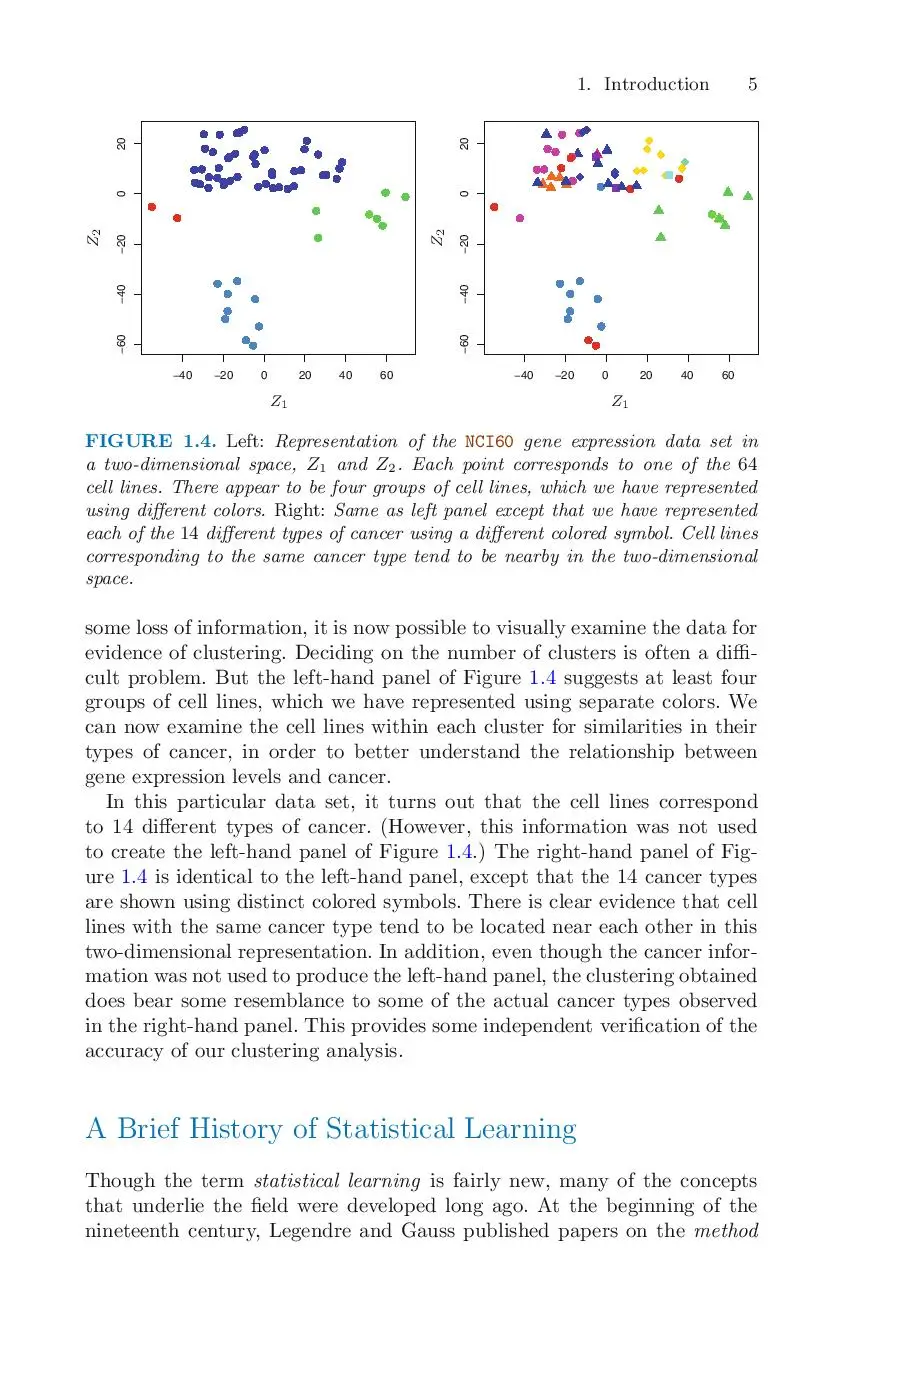 1. Introduction 5
20
0
−20
−40
−60
Z2
−40 −20 0 20 40 60
Z1
20
0
−20
−40
−60
Z2
−40 −20 0 20 40 60
Z1
FIGURE 1.4. Left: Representation of the NCI60 gene expression data set in
a two-dimensional space, Z1 and Z2. Each point corresponds to one of the 64
cell lines. There appear to be four groups of cell lines, which we have represented
using different colors. Right: Same as left panel except that we have represented
each of the 14 different types of cancer using a different colored symbol. Cell lines
corresponding to the same cancer type tend to be nearby in the two-dimensional
space.
some loss of information, it is now possible to visually examine the data for
evidence of clustering. Deciding on the number of clusters is often a diffi-
cult problem. But the left-hand panel of Figure 1.4 suggests at least four
groups of cell lines, which we have represented using separate colors. We
can now examine the cell lines within each cluster for similarities in their
types of cancer, in order to better understand the relationship between
gene expression levels and cancer.
In this particular data set, it turns out that the cell lines correspond
to 14 different types of cancer. (However, this information was not used
to create the left-hand panel of Figure 1.4.) The right-hand panel of Fig-
ure 1.4 is identical to the left-hand panel, except that the 14 cancer types
are shown using distinct colored symbols. There is clear evidence that cell
lines with the same cancer type tend to be located near each other in this
two-dimensional representation. In addition, even though the cancer infor-
mation was not used to produce the left-hand panel, the clustering obtained
does bear some resemblance to some of the actual cancer types observed
in the right-hand panel. This provides some independent verification of the
accuracy of our clustering analysis.
A Brief History of Statistical Learning
Though the term statistical learning is fairly new, many of the concepts
that underlie the field were developed long ago. At the beginning of the
nineteenth century, Legendre and Gauss published papers on the method